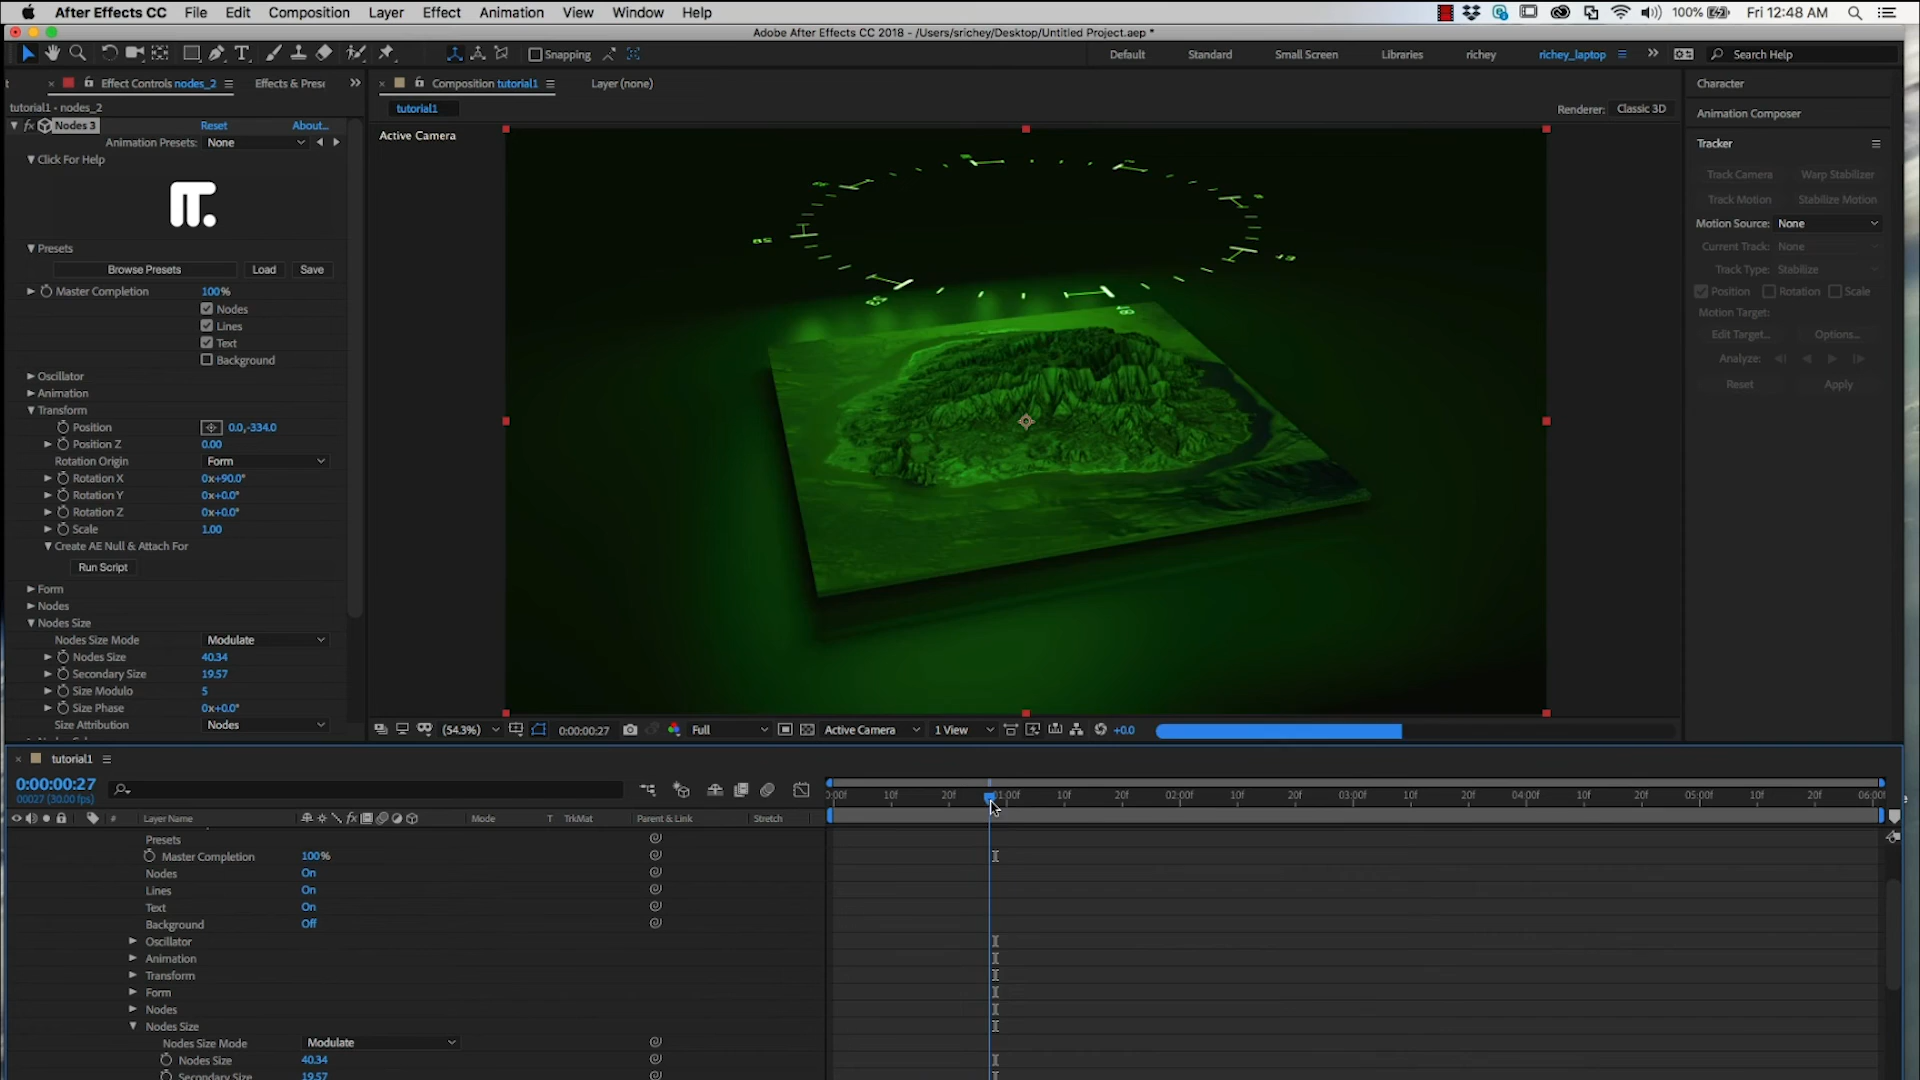 After Effects CC File Edit Composition Layer Effect Animation View Window Help 100% Fri 12:48 AM
Adobe After Effects CC 2018 - /Users/srichey/Desktop/Untitled Project.aep *
Snapping Default Standard Small Screen Libraries richey richey_laptop Search Help
Effect Controls nodes_2 Effects & Prese Composition tutorial1 Layer (none) Character
tutorial1 • nodes_2 tutorial1 Renderer: Classic 3D
Animation Composer
fx Nodes 3 Reset About...
Active Camera
Animation Presets: None
Tracker
Click For Help
Track Camera Warp Stabilizer
Track Motion Stabilize Motion
Motion Source: None
Current Track: None
Track Type: Stabilize
Position Rotation Scale
Motion Target:
Edit Target... Options...
Analyze:
Reset Apply
Presets
Browse Presets Load Save
Master Completion 100%
Nodes
Lines
Text
Background
Oscillator
Animation
Transform
Position 0.0,-334.0
Position Z 0.00
Rotation Origin Form
Rotation X 0x+90.0°
Rotation Y 0x+0.0°
Rotation Z 0x+0.0°
Scale 1.00
Create AE Null & Attach For
Run Script
Form
Nodes
Nodes Size
Nodes Size Mode Modulate
Nodes Size 40.34
Secondary Size 19.57
Size Modulo 5
Size Phase 0x+0.0°
Size Attribution Nodes
(54.3%) 0:00:00:27 Full Active Camera 1 View +0.0
tutorial1
0:00:00:27
00027 (30.00 fps)
0:00f 10f 20f 01:00f 10f 20f 02:00f 10f 20f 03:00f 10f 20f 04:00f 10f 20f 05:00f 10f 20f 06:00f
# Layer Name fx Mode T TrkMat Parent & Link Stretch
Presets
Master Completion 100%
Nodes On
Lines On
Text On
Background Off
Oscillator
Animation
Transform
Form
Nodes
Nodes Size
Nodes Size Mode Modulate
Nodes Size 40.34
Secondary Size 19.57